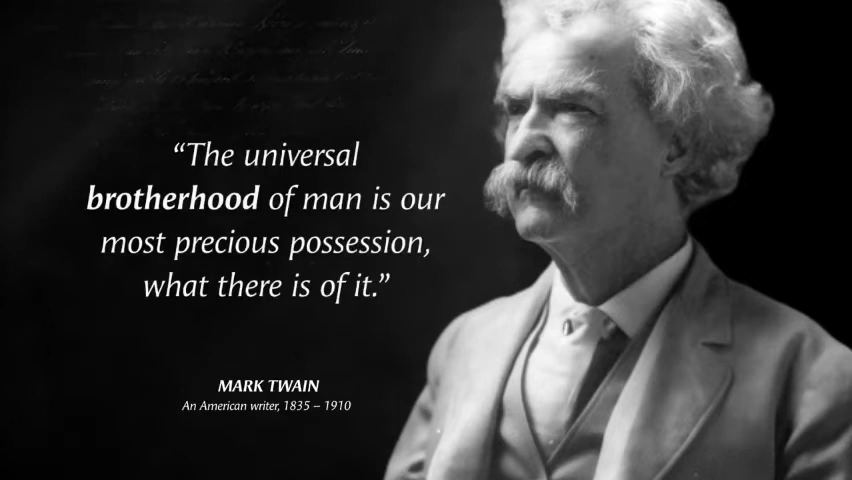 “The universal
brotherhood of man is our
most precious possession,
what there is of it.”
MARK TWAIN
An American writer, 1835 – 1910